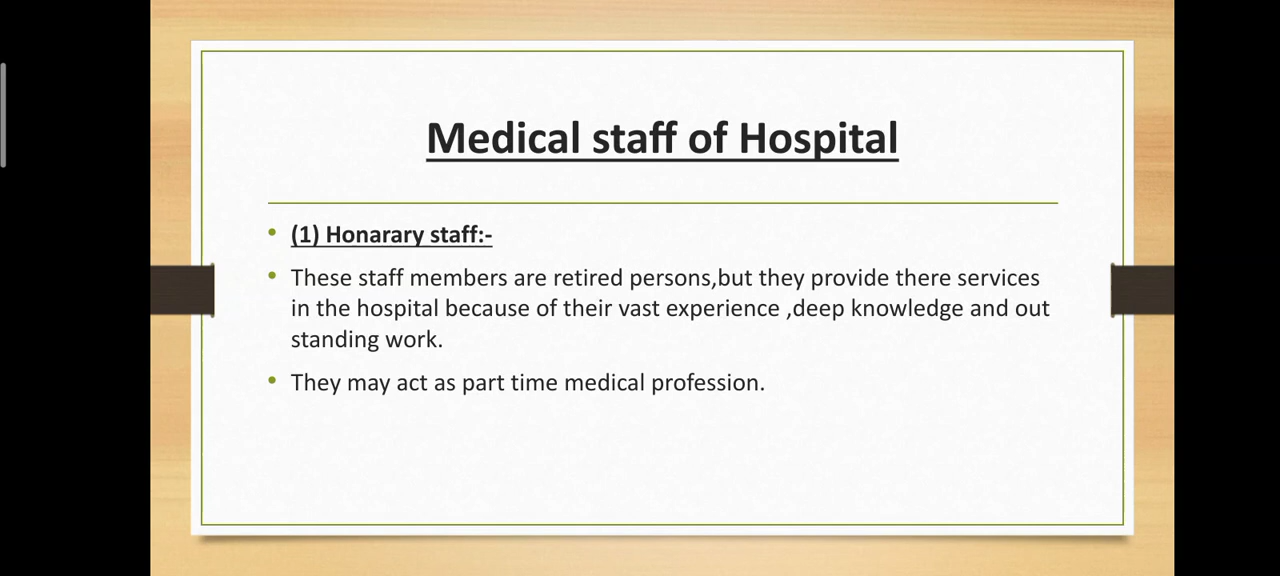 Medical staff of Hospital
• (1) Honarary staff:-
• These staff members are retired persons,but they provide there services
in the hospital because of their vast experience ,deep knowledge and out
standing work.
• They may act as part time medical profession.